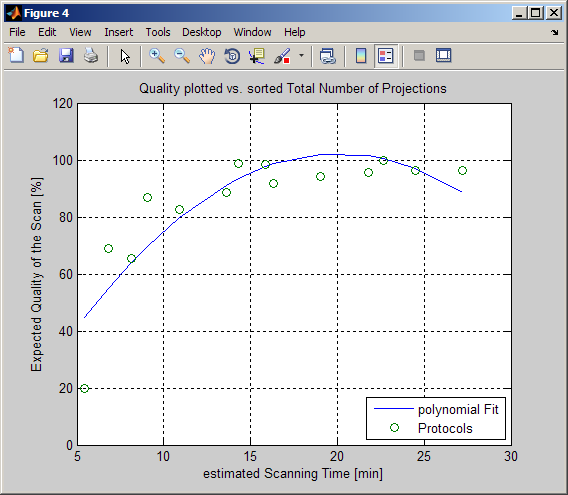 Figure 4
File Edit View Insert Tools Desktop Window Help
Quality plotted vs. sorted Total Number of Projections
120
100
80
60
40
20
0
Expected Quality of the Scan [%]
polynomial Fit
Protocols
5 10 15 20 25 30
estimated Scanning Time [min]